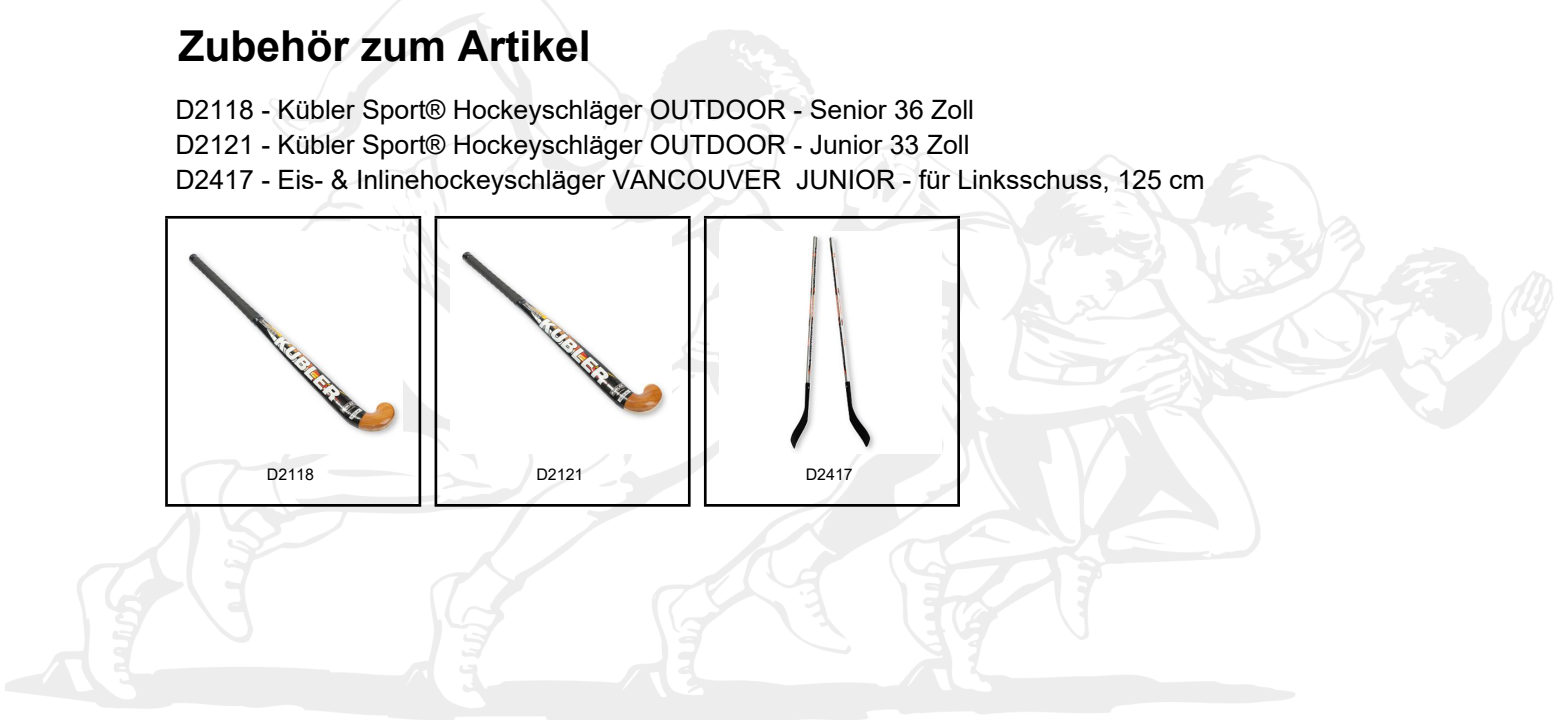 Zubehör zum Artikel
D2118 - Kübler Sport® Hockeyschläger OUTDOOR - Senior 36 Zoll
D2121 - Kübler Sport® Hockeyschläger OUTDOOR - Junior 33 Zoll
D2417 - Eis- & Inlinehockeyschläger VANCOUVER  JUNIOR - für Linksschuss, 125 cm
KÜBLER
KÜBLER
D2118
D2121
D2417